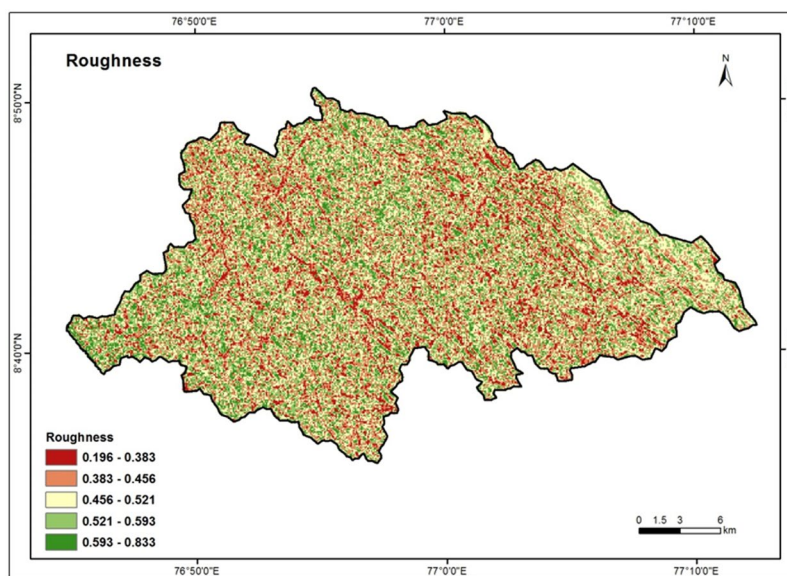 76°50'0"E 77°0'0"E 77°10'0"E
Roughness
N
8°50'0"N
8°40'0"N
Roughness
0.196 - 0.383
0.383 - 0.456
0.456 - 0.521
0.521 - 0.593
0.593 - 0.833
0 1.5 3 6
km
76°50'0"E 77°0'0"E 77°10'0"E